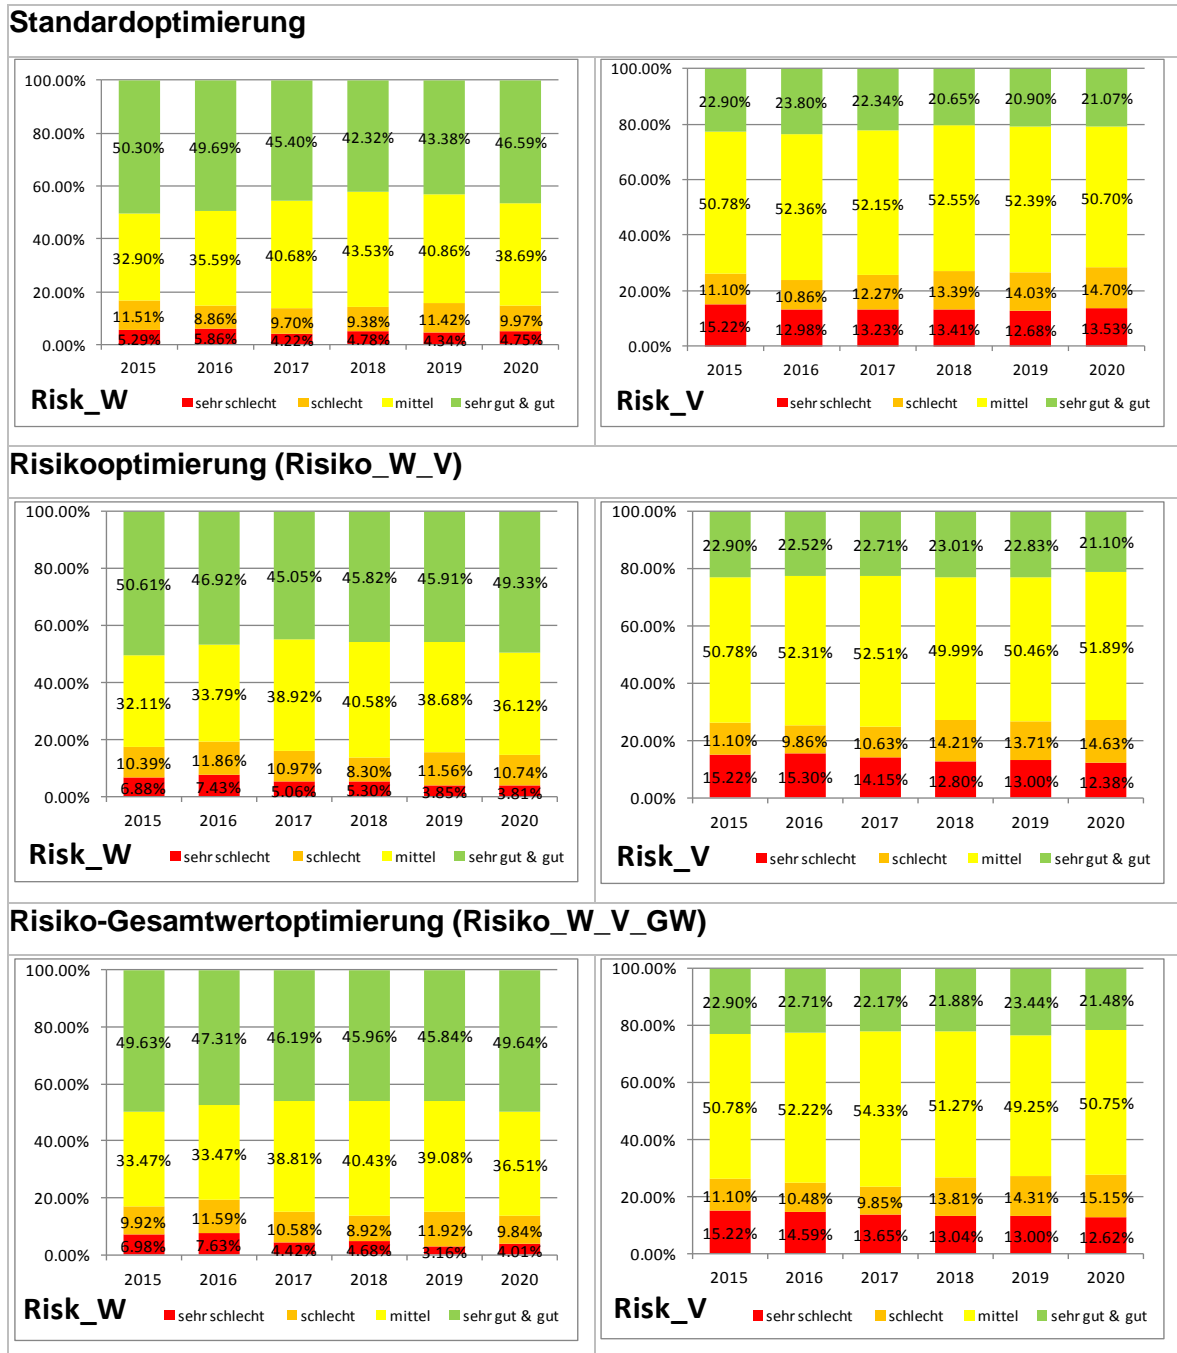 Standardoptimierung
100.00%
80.00%
60.00%
40.00%
20.00%
0.00%
50.30% 49.69% 45.40% 42.32% 43.38% 46.59%
32.90% 35.59% 40.68% 43.53% 40.86% 38.69%
11.51% 8.86% 9.70% 9.38% 11.42% 9.97%
5.29% 5.86% 4.22% 4.78% 4.34% 4.75%
2015 2016 2017 2018 2019 2020
Risk_W sehr schlecht schlecht mittel sehr gut & gut
100.00%
80.00%
60.00%
40.00%
20.00%
0.00%
22.90% 23.80% 22.34% 20.65% 20.90% 21.07%
50.78% 52.36% 52.15% 52.55% 52.39% 50.70%
11.10% 10.86% 12.27% 13.39% 14.03% 14.70%
15.22% 12.98% 13.23% 13.41% 12.68% 13.53%
2015 2016 2017 2018 2019 2020
Risk_V sehr schlecht schlecht mittel sehr gut & gut
Risikooptimierung (Risiko_W_V)
100.00%
80.00%
60.00%
40.00%
20.00%
0.00%
50.61% 46.92% 45.05% 45.82% 45.91% 49.33%
32.11% 33.79% 38.92% 40.58% 38.68% 36.12%
10.39% 11.86% 10.97% 8.30% 11.56% 10.74%
6.88% 7.43% 5.06% 5.30% 3.85% 3.81%
2015 2016 2017 2018 2019 2020
Risk_W sehr schlecht schlecht mittel sehr gut & gut
100.00%
80.00%
60.00%
40.00%
20.00%
0.00%
22.90% 22.52% 22.71% 23.01% 22.83% 21.10%
50.78% 52.31% 52.51% 49.99% 50.46% 51.89%
11.10% 9.86% 10.63% 14.21% 13.71% 14.63%
15.22% 15.30% 14.15% 12.80% 13.00% 12.38%
2015 2016 2017 2018 2019 2020
Risk_V sehr schlecht schlecht mittel sehr gut & gut
Risiko-Gesamtwertoptimierung (Risiko_W_V_GW)
100.00%
80.00%
60.00%
40.00%
20.00%
0.00%
49.63% 47.31% 46.19% 45.96% 45.84% 49.64%
33.47% 33.47% 38.81% 40.43% 39.08% 36.51%
9.92% 11.59% 10.58% 8.92% 11.92% 9.84%
6.98% 7.63% 4.42% 4.68% 3.16% 4.01%
2015 2016 2017 2018 2019 2020
Risk_W sehr schlecht schlecht mittel sehr gut & gut
100.00%
80.00%
60.00%
40.00%
20.00%
0.00%
22.90% 22.71% 22.17% 21.88% 23.44% 21.48%
50.78% 52.22% 54.33% 51.27% 49.25% 50.75%
11.10% 10.48% 9.85% 13.81% 14.31% 15.15%
15.22% 14.59% 13.65% 13.04% 13.00% 12.62%
2015 2016 2017 2018 2019 2020
Risk_V sehr schlecht schlecht mittel sehr gut & gut